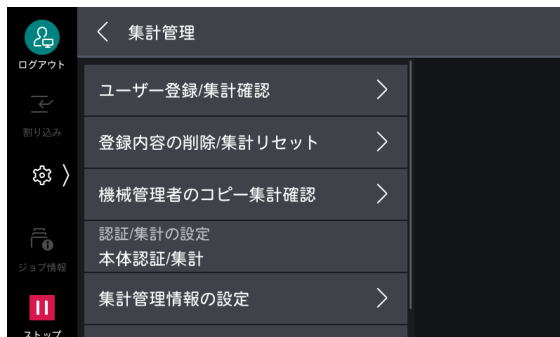 ログアウト
割り込み
ジョブ情報
ストップ
集計管理
ユーザー登録/集計確認
登録内容の削除/集計リセット
機械管理者のコピー集計確認
認証/集計の設定
本体認証/集計
集計管理情報の設定